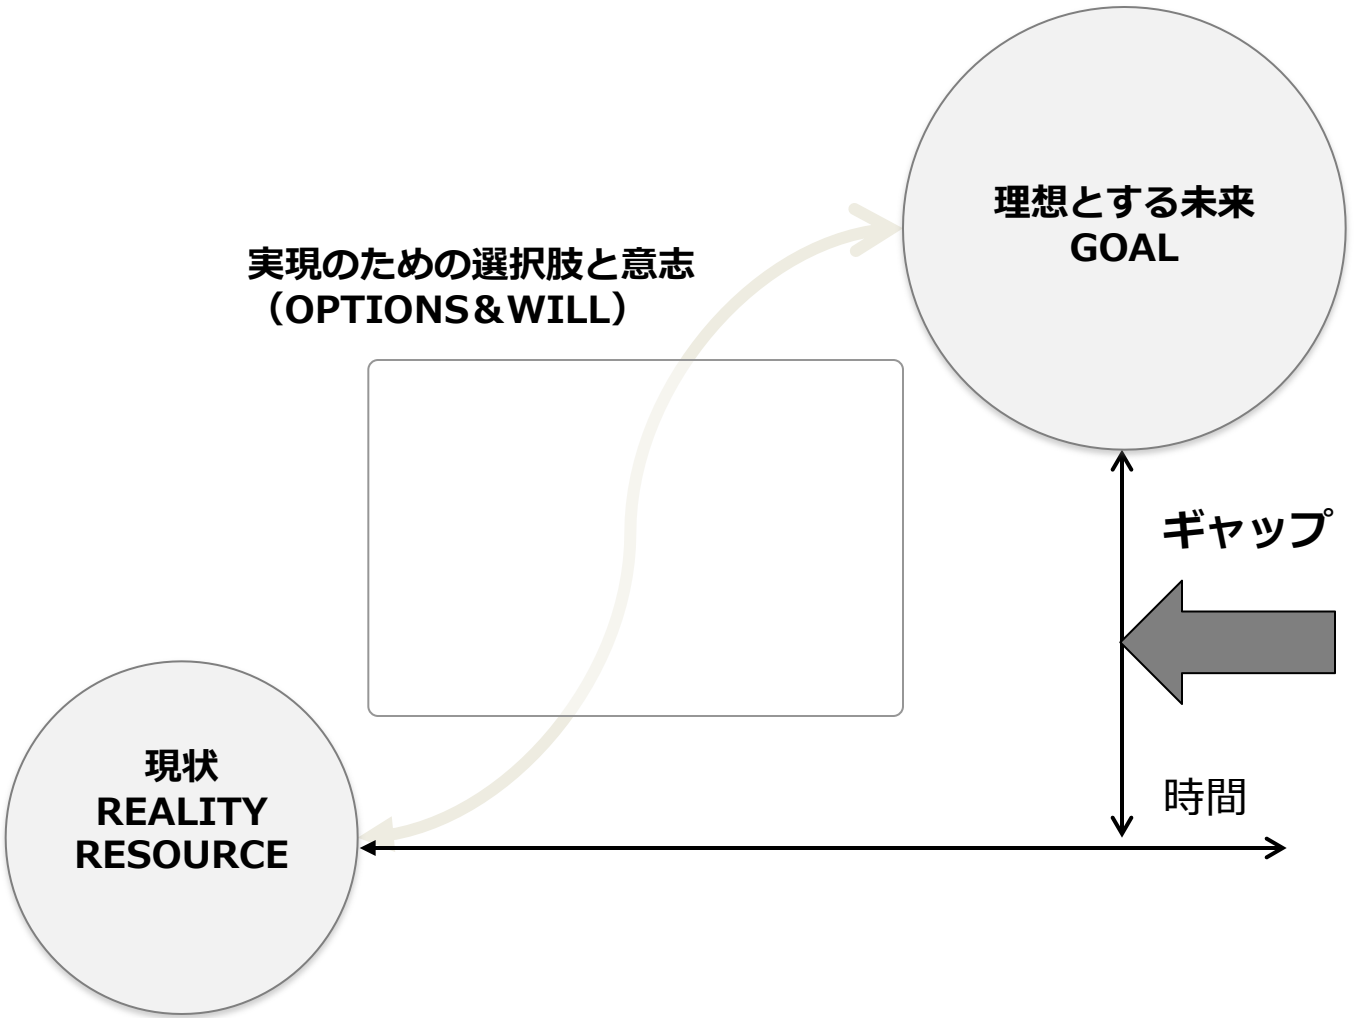 理想とする未来
GOAL
実現のための選択肢と意志
（OPTIONS＆WILL）
ギャップ
現状
REALITY
RESOURCE
時間